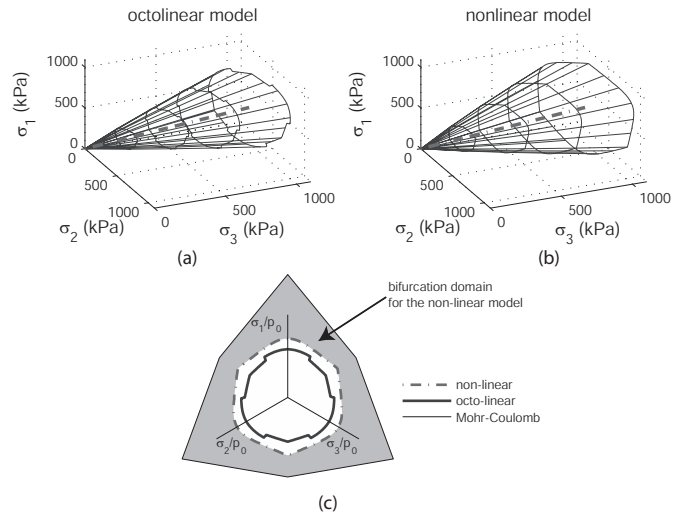 octolinear model
1000
500
0
σ1 (kPa)
0
500
1000
σ2 (kPa)
0
500
1000
σ3 (kPa)
(a)
nonlinear model
1000
500
0
σ1 (kPa)
0
500
1000
σ2 (kPa)
0
500
1000
σ3 (kPa)
(b)
bifurcation domain
for the non-linear model
σ1/p0
σ2/p0
σ3/p0
non-linear
octo-linear
Mohr-Coulomb
(c)